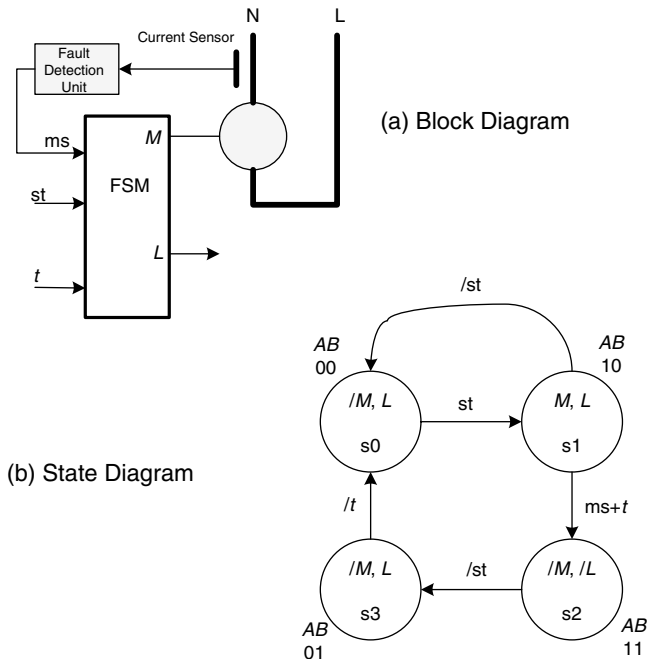 N
L
Current Sensor
Fault
Detection
Unit
ms
M
FSM
st
L
t
(a) Block Diagram
/st
AB
00
AB
10
/M, L
s0
st
M, L
s1
(b) State Diagram
/t
ms+t
/M, L
s3
/st
/M, /L
s2
AB
01
AB
11